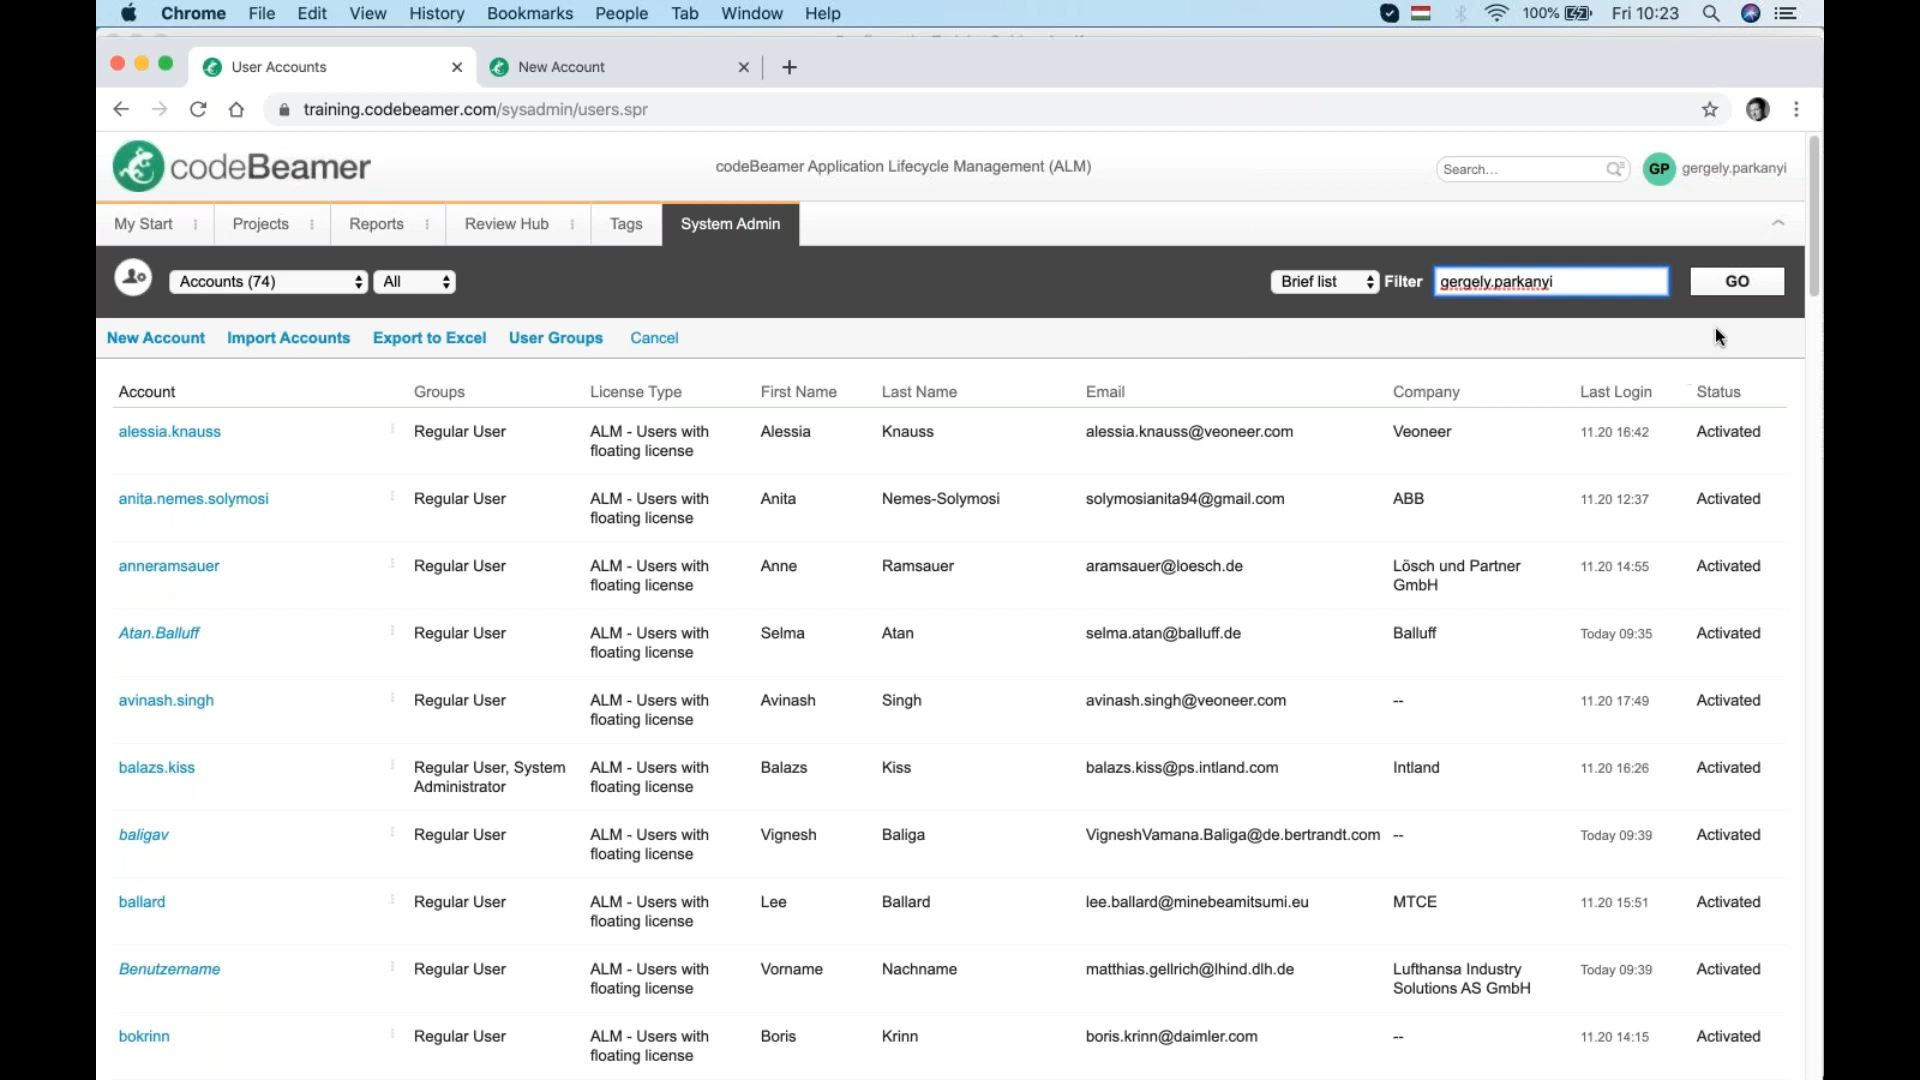 Chrome File Edit View History Bookmarks People Tab Window Help 100% Fri 10:23
User Accounts New Account
training.codebeamer.com/sysadmin/users.spr
codeBeamer codeBeamer Application Lifecycle Management (ALM) Search... GP gergely.parkanyi
My Start Projects Reports Review Hub Tags System Admin
Accounts (74) All Brief list Filter gergely.parkanyi GO
New Account Import Accounts Export to Excel User Groups Cancel
Account Groups License Type First Name Last Name Email Company Last Login Status
alessia.knauss Regular User ALM - Users with Alessia Knauss alessia.knauss@veoneer.com Veoneer 11.20 16:42 Activated
floating license
anita.nemes.solymosi Regular User ALM - Users with Anita Nemes-Solymosi solymosianita94@gmail.com ABB 11.20 12:37 Activated
floating license
anneramsauer Regular User ALM - Users with Anne Ramsauer aramsauer@loesch.de Lösch und Partner 11.20 14:55 Activated
floating license GmbH
Atan.Balluff Regular User ALM - Users with Selma Atan selma.atan@balluff.de Balluff Today 09:35 Activated
floating license
avinash.singh Regular User ALM - Users with Avinash Singh avinash.singh@veoneer.com -- 11.20 17:49 Activated
floating license
balazs.kiss Regular User, System ALM - Users with Balazs Kiss balazs.kiss@ps.intland.com Intland 11.20 16:26 Activated
Administrator floating license
baligav Regular User ALM - Users with Vignesh Baliga VigneshVamana.Baliga@de.bertrandt.com -- Today 09:39 Activated
floating license
ballard Regular User ALM - Users with Lee Ballard lee.ballard@minebeamitsumi.eu MTCE 11.20 15:51 Activated
floating license
Benutzername Regular User ALM - Users with Vorname Nachname matthias.gellrich@lhind.dlh.de Lufthansa Industry Today 09:39 Activated
floating license Solutions AS GmbH
bokrinn Regular User ALM - Users with Boris Krinn boris.krinn@daimler.com -- 11.20 14:15 Activated
floating license